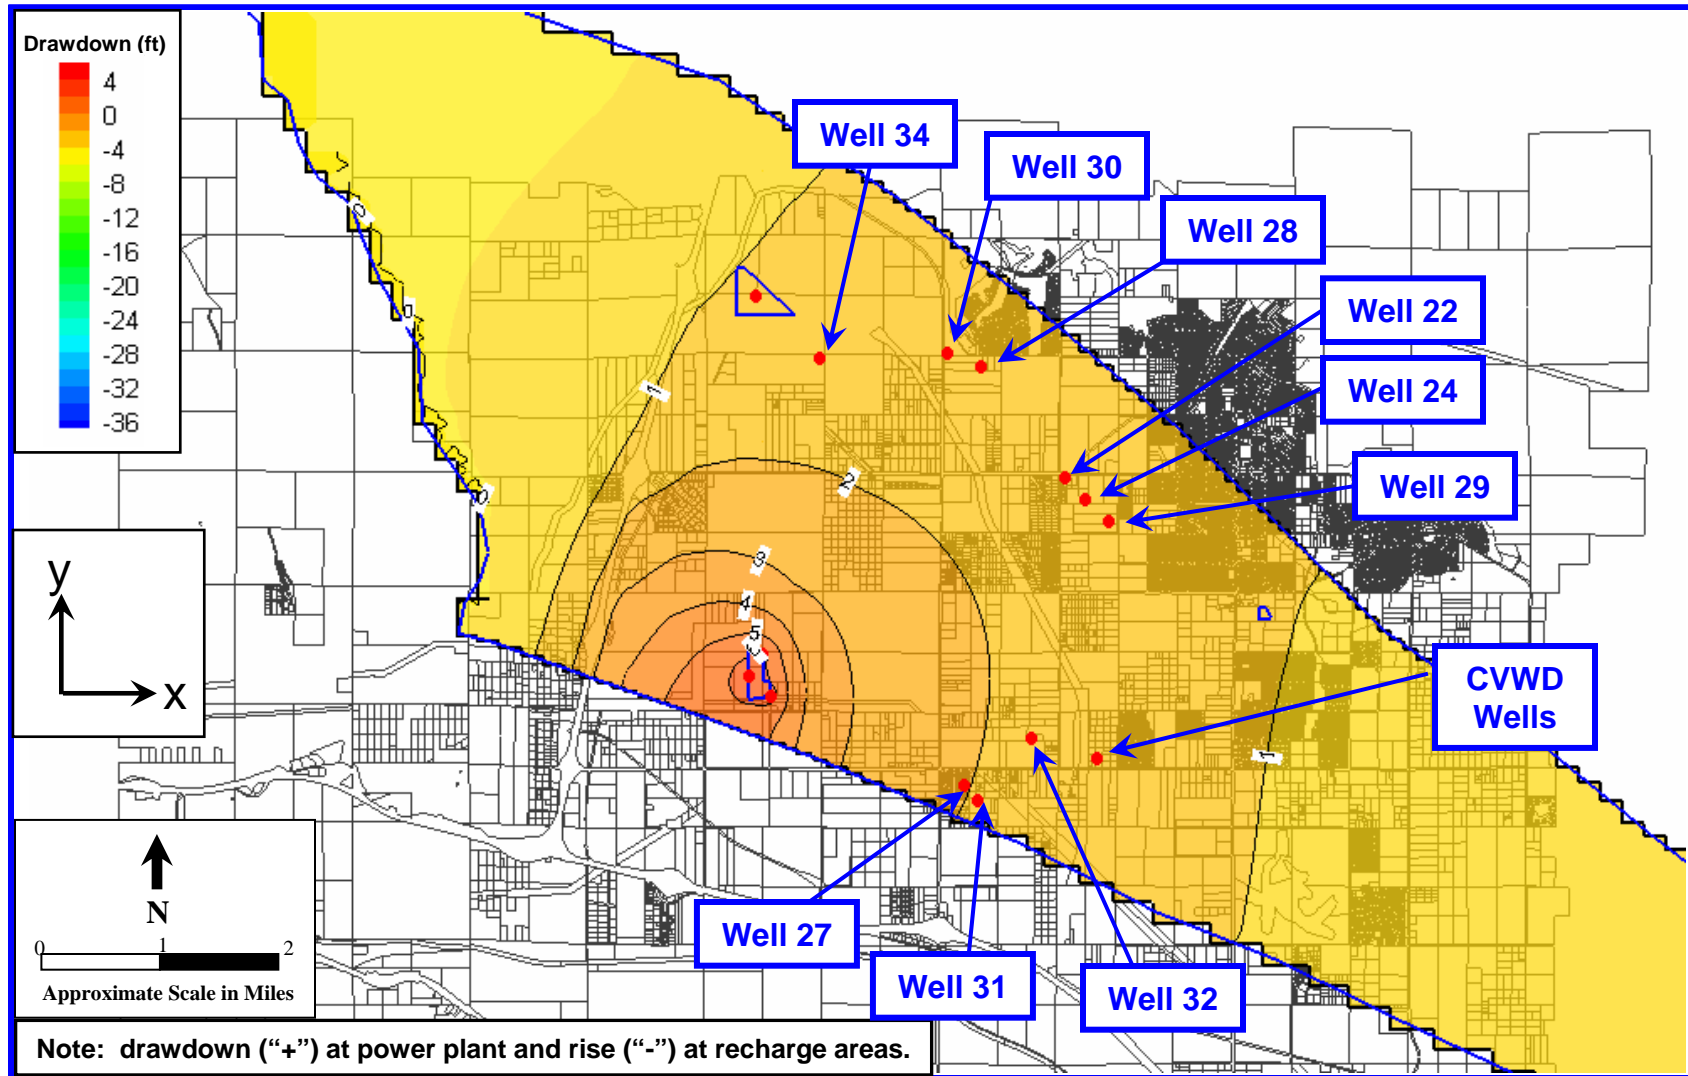 Drawdown (ft)
4
0
-4
-8
-12
-16
-20
-24
-28
-32
-36
Well 34
Well 30
Well 28
Well 22
Well 24
Well 29
CVWD
Wells
Well 27
Well 31
Well 32
0
0
0
1
2
3
4
5
1
y
x
N
0 1 2
Approximate Scale in Miles
Note: drawdown (“+”) at power plant and rise (“-”) at recharge areas.